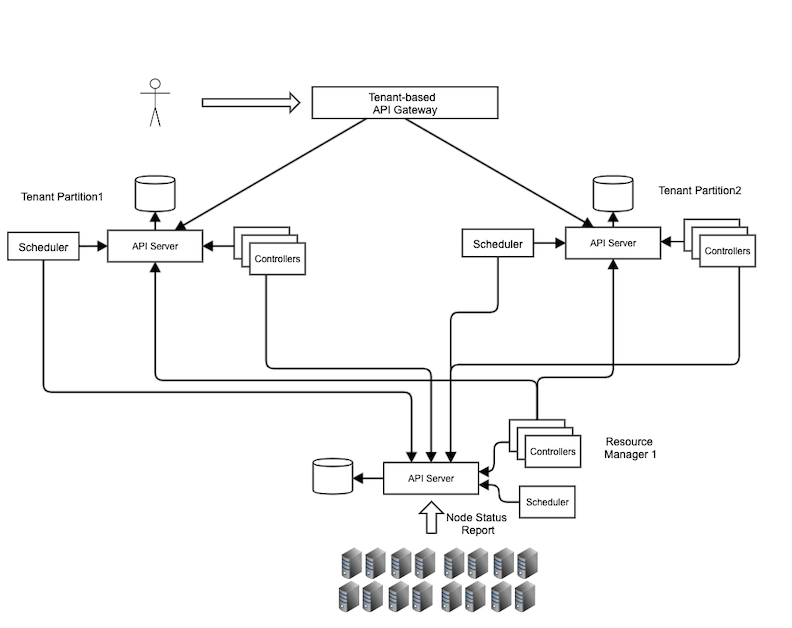 Tenant-based
API Gateway
Tenant Partition1
Tenant Partition2
Scheduler
API Server
Controllers
Scheduler
API Server
Controllers
Controllers
Resource
Manager 1
API Server
Scheduler
Node Status
Report